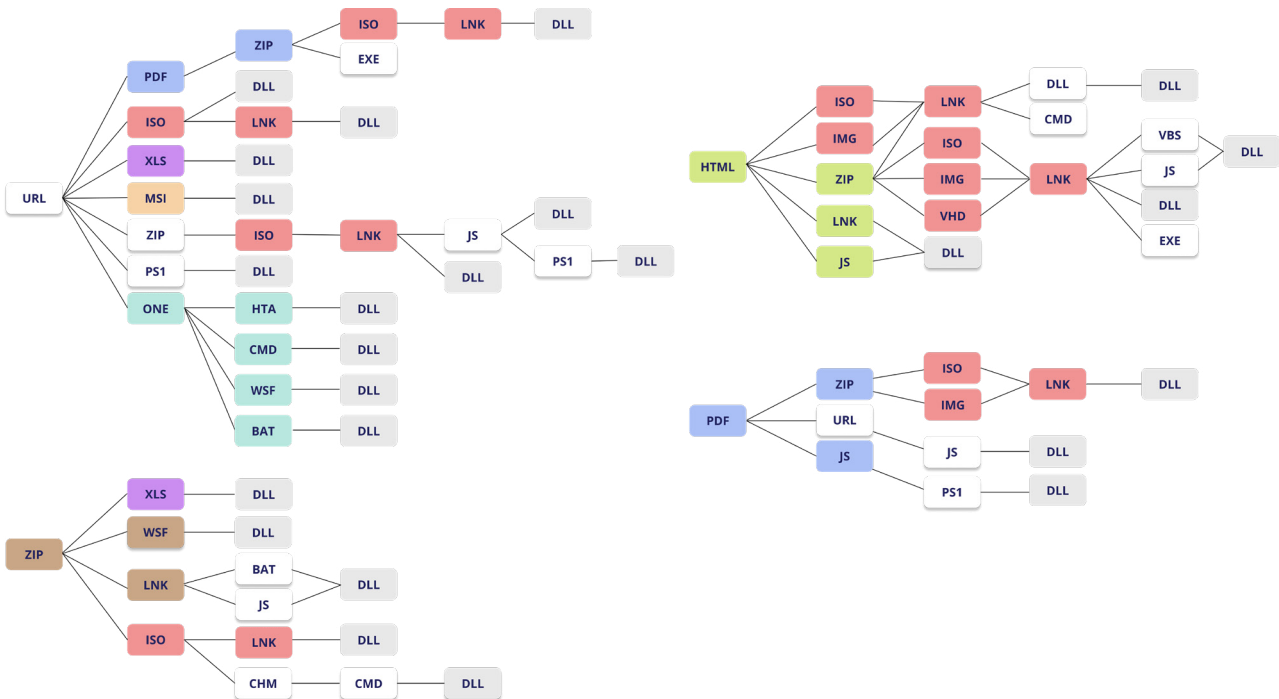 ISO LNK DLL
ZIP
EXE
PDF
DLL
ISO LNK DLL
XLS DLL
URL MSI DLL
ZIP ISO LNK JS DLL
PS1 DLL
PS1 DLL
DLL
ONE HTA DLL
CMD DLL
WSF DLL
BAT DLL
XLS DLL
WSF DLL
ZIP
BAT
LNK DLL
JS
ISO LNK DLL
CHM CMD DLL
DLL DLL
ISO LNK
CMD
IMG ISO VBS
HTML DLL
ZIP IMG LNK JS
DLL
LNK VHD
EXE
JS DLL
ISO
ZIP LNK DLL
IMG
PDF URL
JS JS DLL
PS1 DLL